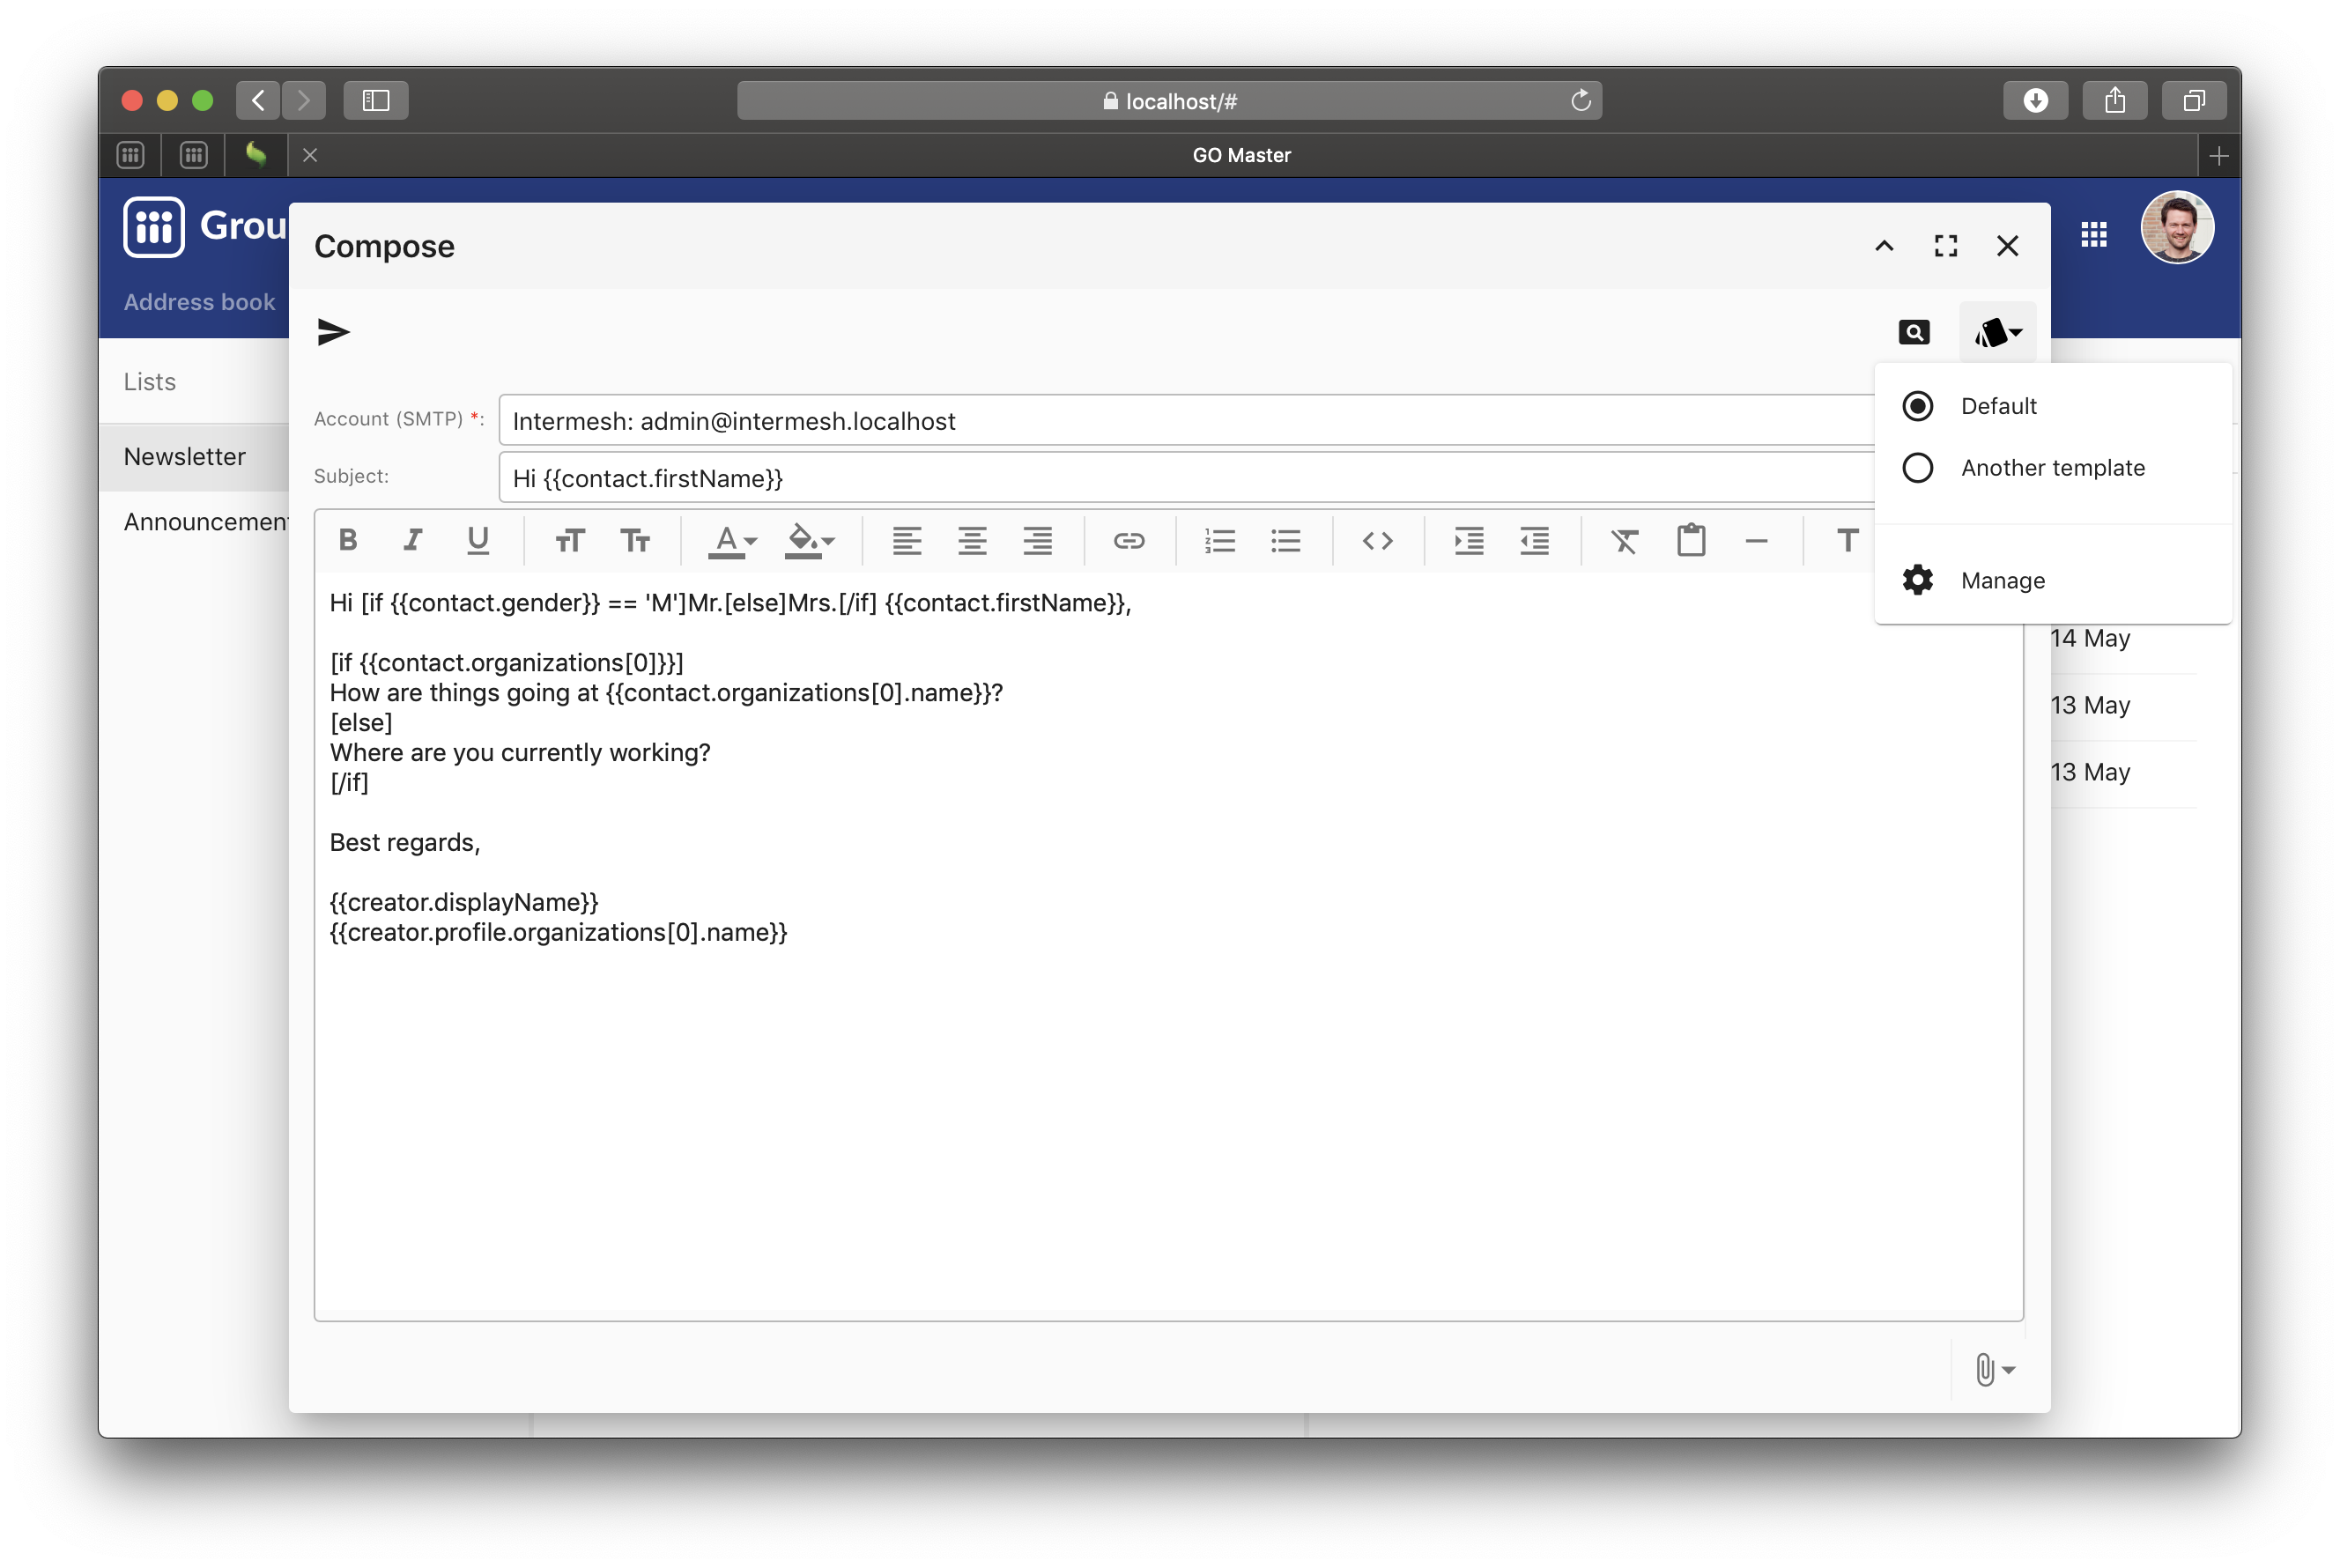 localhost/#
GO Master
Grou
Address book
Compose
Lists
Newsletter
Announcement
Account (SMTP) *:
Intermesh: admin@intermesh.localhost
Subject:
Hi {{contact.firstName}}
Default
Another template
Manage
Hi [if {{contact.gender}} == 'M']Mr.[else]Mrs.[/if] {{contact.firstName}},
[if {{contact.organizations[0]}}]
How are things going at {{contact.organizations[0].name}}?
[else]
Where are you currently working?
[/if]
Best regards,
{{creator.displayName}}
{{creator.profile.organizations[0].name}}
14 May
13 May
13 May